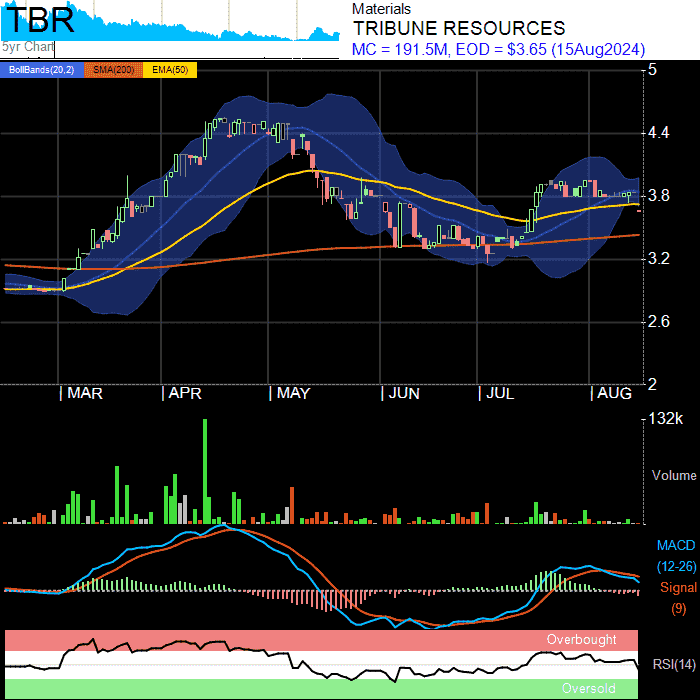 TBR
5yr Chart
Materials
TRIBUNE RESOURCES
MC = 191.5M, EOD = $3.65 (15Aug2024)
BollBands(20,2) SMA(200) EMA(50)
5
4.4
3.8
3.2
2.6
2
MAR APR MAY JUN JUL AUG
132k
Volume
MACD
(12-26)
Signal
(9)
Overbought
RSI(14)
Oversold